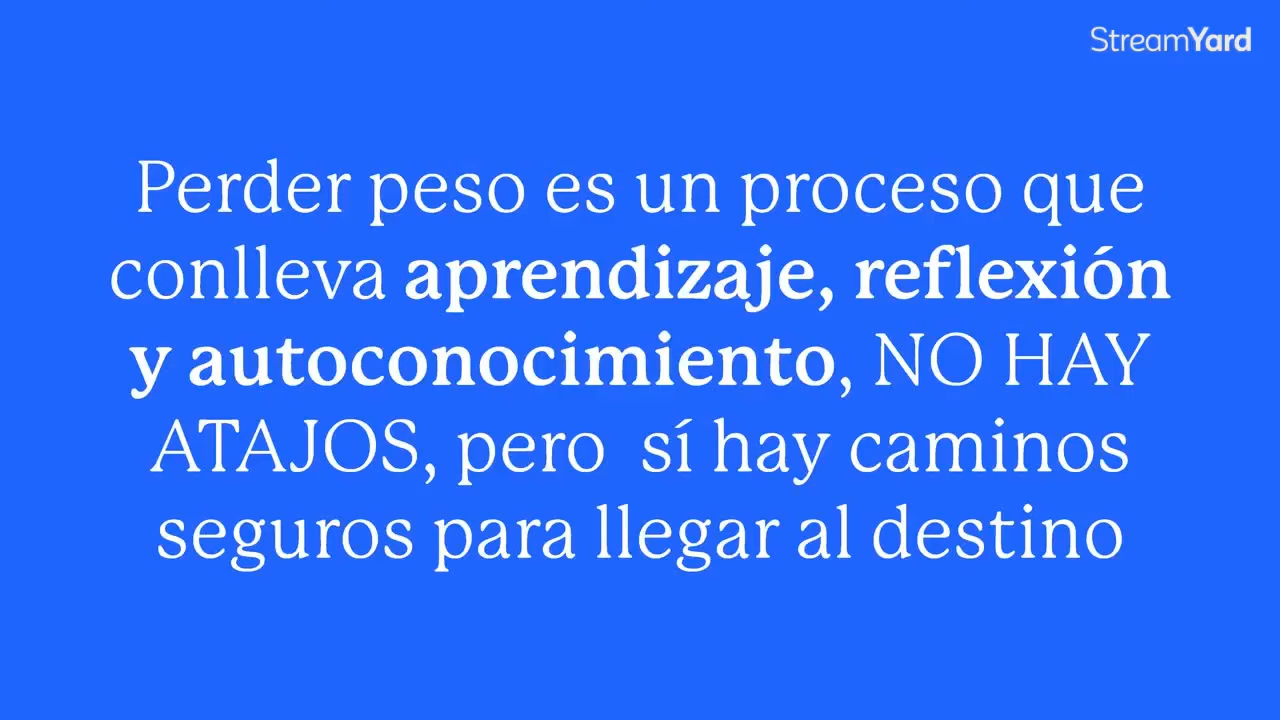 StreamYard
Perder peso es un proceso que
conlleva aprendizaje, reflexión
y autoconocimiento, NO HAY
ATAJOS, pero  sí hay caminos
seguros para llegar al destino